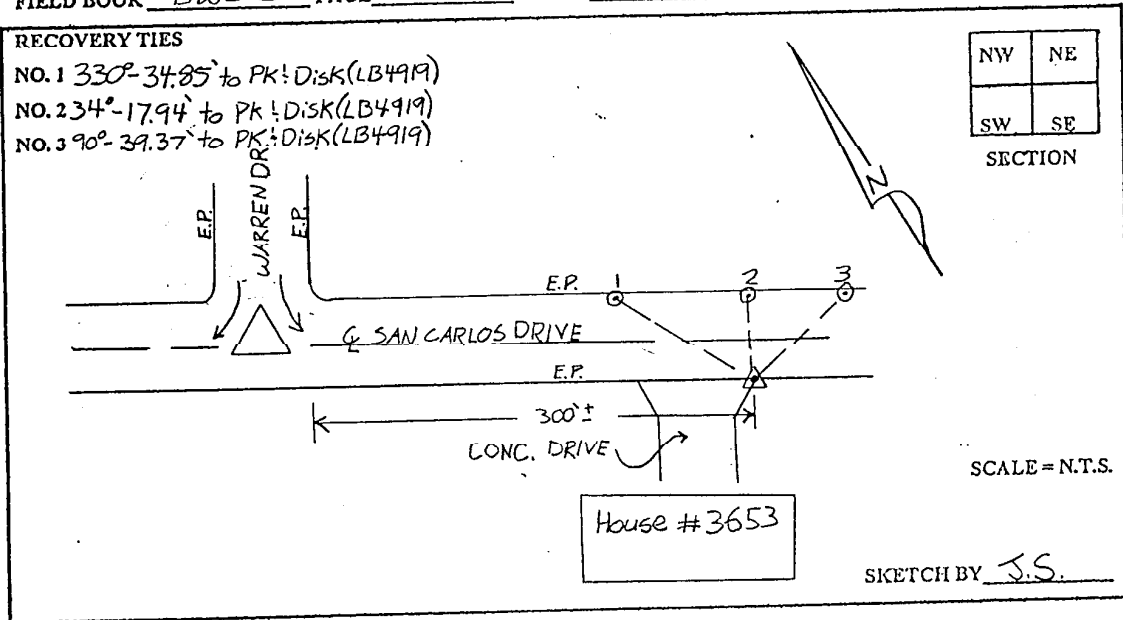 FIELD BOOK
RECOVERY TIES
NO. 1 330°-34.85' to PK & Disk (LB4919)
NO. 2 34°-17.94' to PK & Disk (LB4919)
NO. 3 90°-39.37' to PK & Disk (LB4919)
NW NE
SW SE
SECTION
N
WARREN DR
E.P.
E.P.
E.P.
1 2 3
℄ SAN CARLOS DRIVE
E.P.
300'±
CONC. DRIVE
SCALE = N.T.S.
House #3653
SKETCH BY J.S.